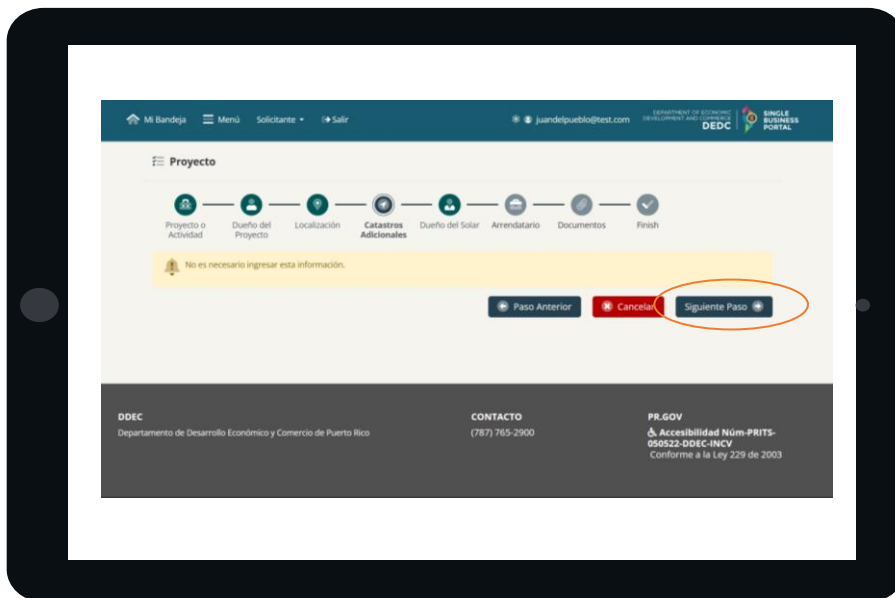 Mi Bandeja Menú Solicitante Salir juandelpueblo@test.com
DEPARTMENT OF ECONOMIC
DEVELOPMENT AND COMMERCE
DEDC
SINGLE
BUSINESS
PORTAL
Proyecto
Proyecto o
Actividad
Dueño del
Proyecto
Localización
Catastros
Adicionales
Dueño del Solar
Arrendatario
Documentos
Finish
No es necesario ingresar esta información.
Paso Anterior
Cancelar
Siguiente Paso
DDEC
Departamento de Desarrollo Económico y Comercio de Puerto Rico
CONTACTO
(787) 765-2900
PR.GOV
Accesibilidad Núm-PRITS-
050522-DDEC-INCV
Conforme a la Ley 229 de 2003